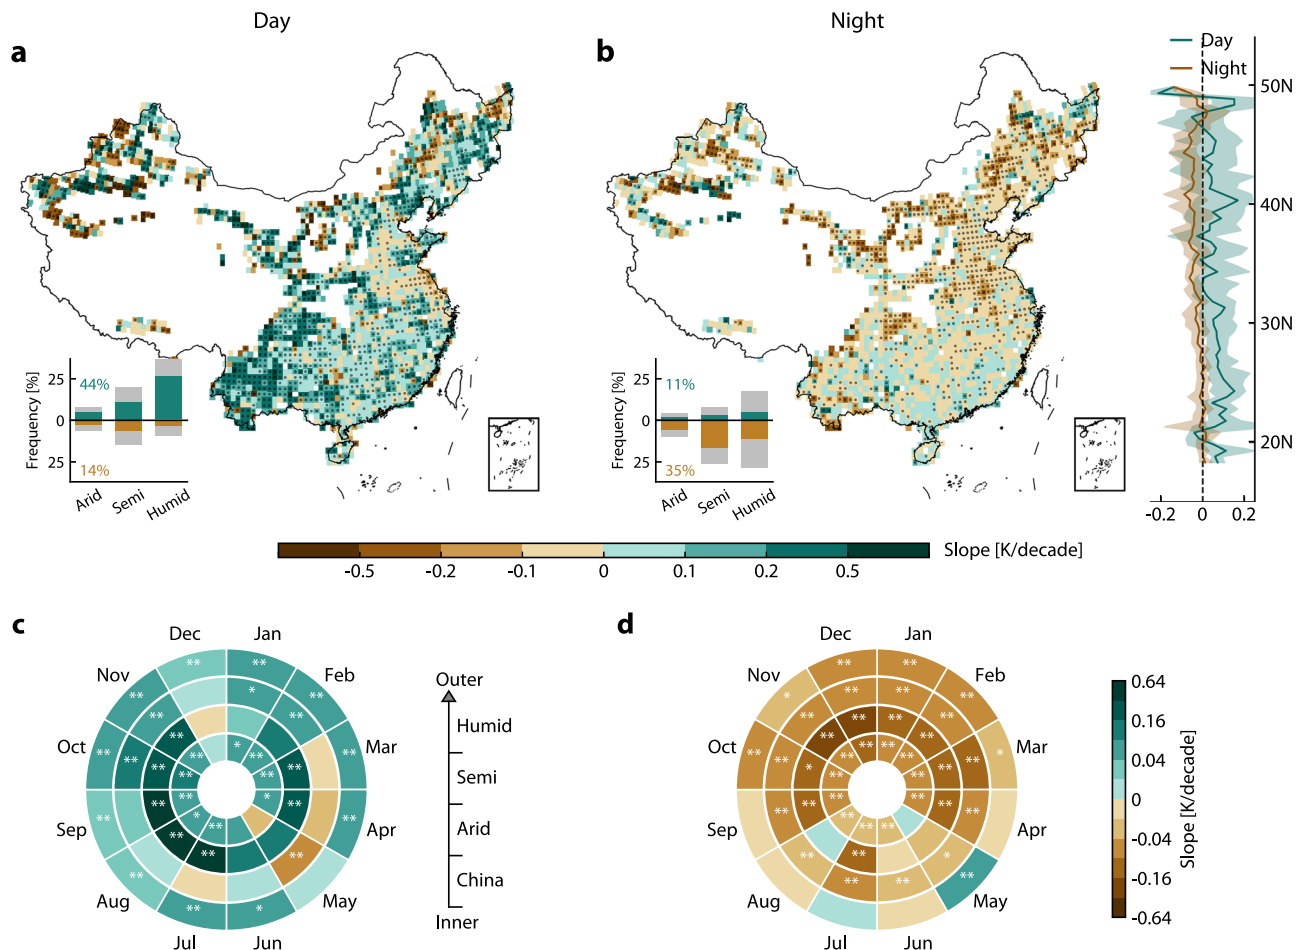 Day
Night
a
b
Day
Night
50N
40N
30N
20N
-0.2
0
0.2
Frequency [%]
25
0
25
44%
14%
Arid
Semi
Humid
Frequency [%]
25
0
25
11%
35%
Arid
Semi
Humid
-0.5
-0.2
-0.1
0
0.1
0.2
0.5
Slope [K/decade]
c
Dec
Jan
Nov
Feb
Oct
Mar
Sep
Apr
Aug
May
Jul
Jun
Outer
Humid
Semi
Arid
China
Inner
d
Dec
Jan
Nov
Feb
Oct
Mar
Sep
Apr
Aug
May
Jul
Jun
0.64
0.16
0.04
0
-0.04
-0.16
-0.64
Slope [K/decade]